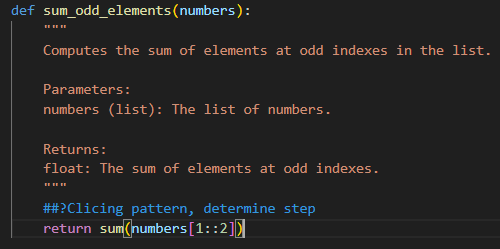 def sum_odd_elements(numbers):
"""
Computes the sum of elements at odd indexes in the list.
Parameters:
numbers (list): The list of numbers.
Returns:
float: The sum of elements at odd indexes.
"""
##?Clicing pattern, determine step
return sum(numbers[1::2])